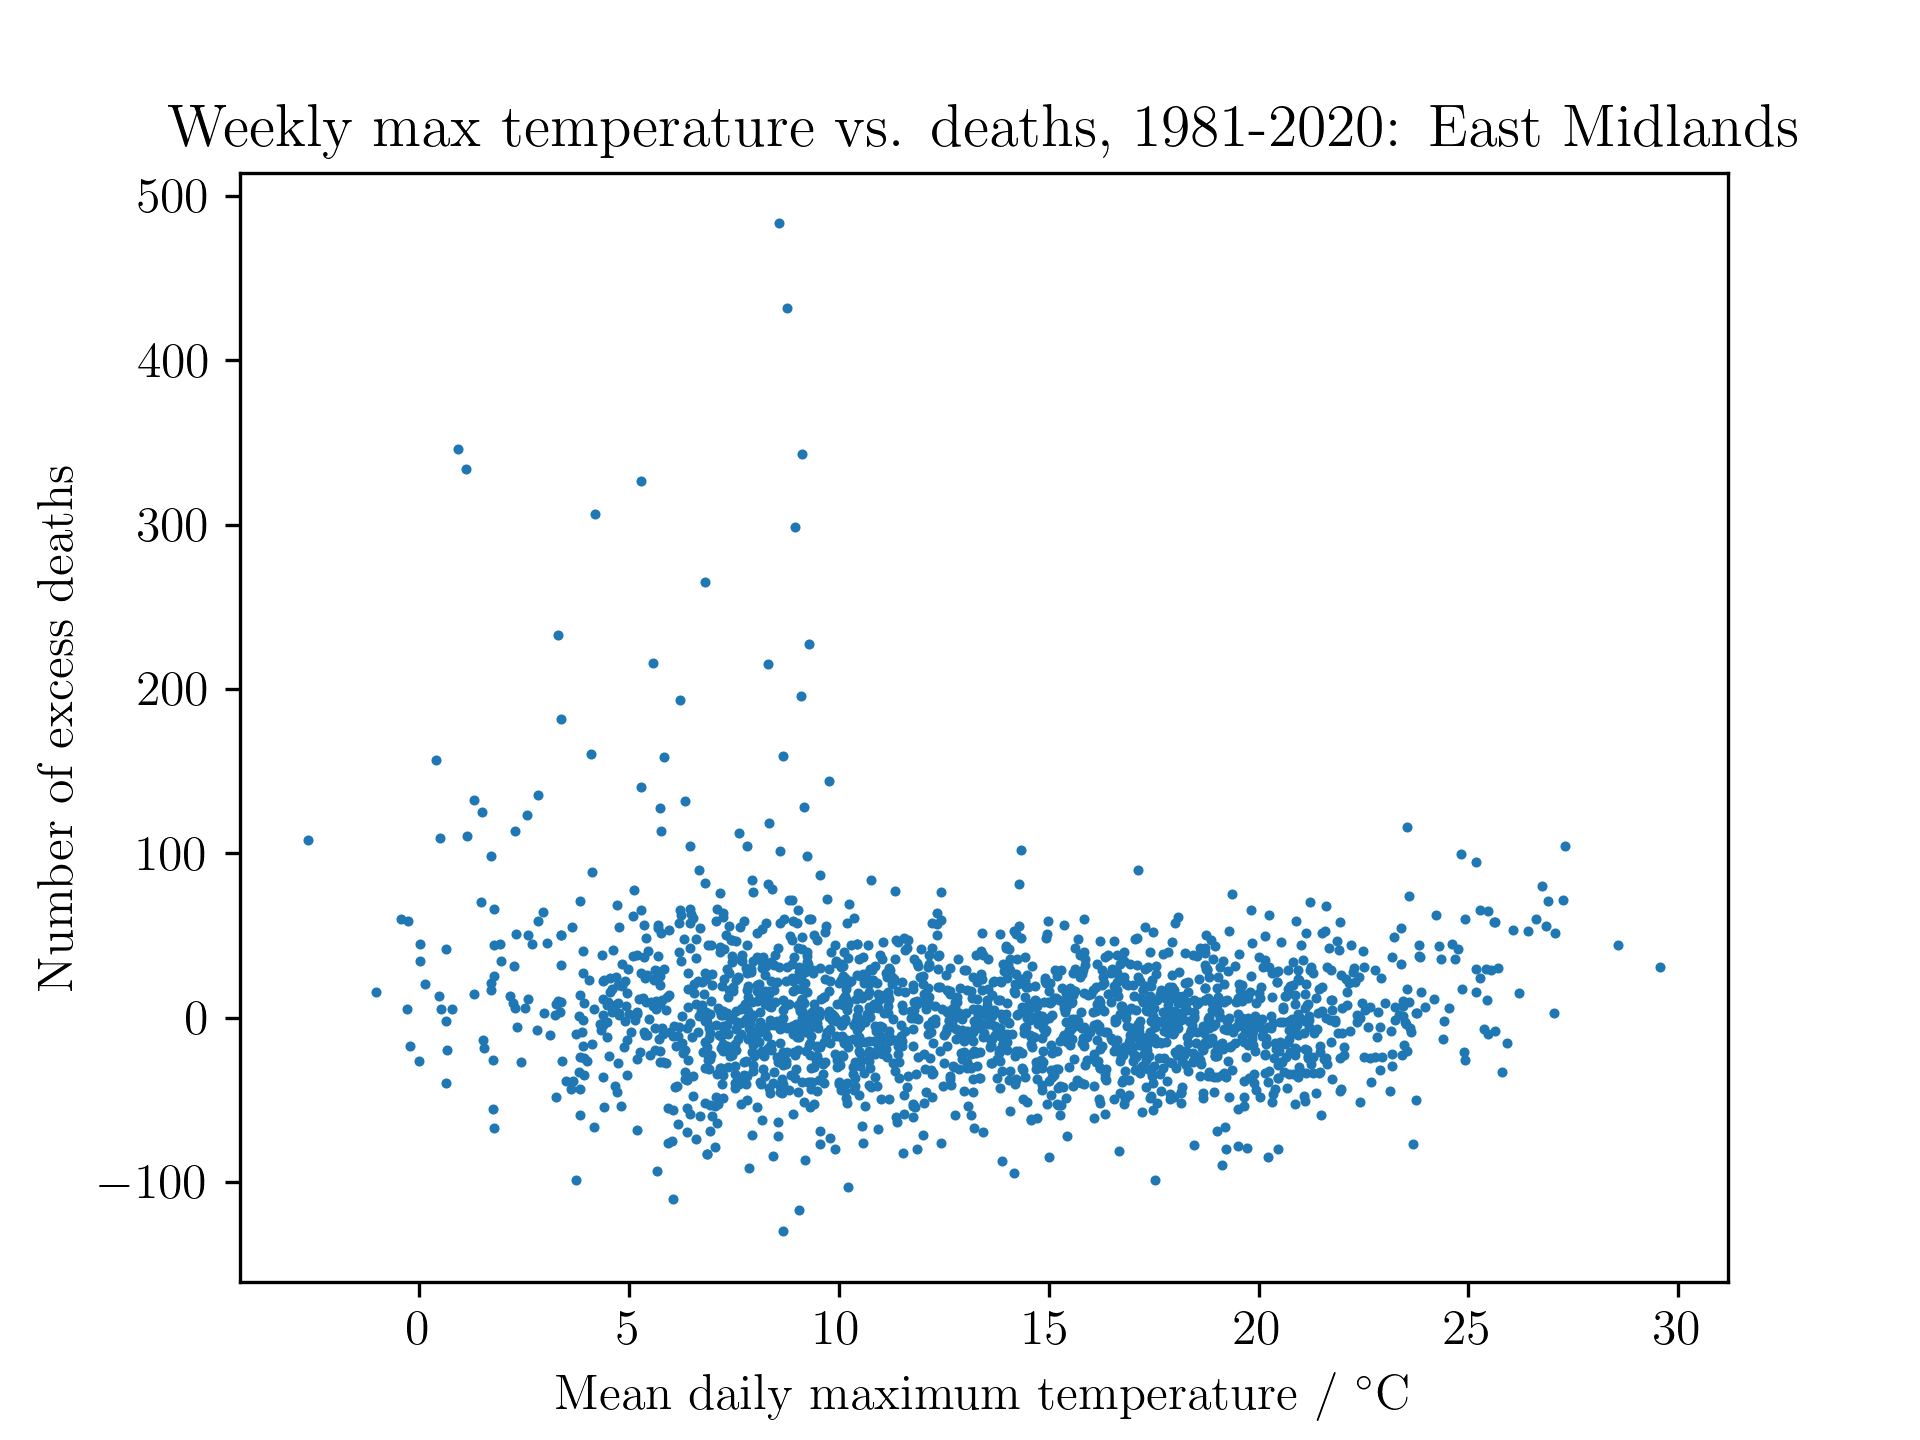 Weekly max temperature vs. deaths, 1981-2020: East Midlands
500
400
300
200
100
0
−100
Number of excess deaths
0 5 10 15 20 25 30
Mean daily maximum temperature / °C